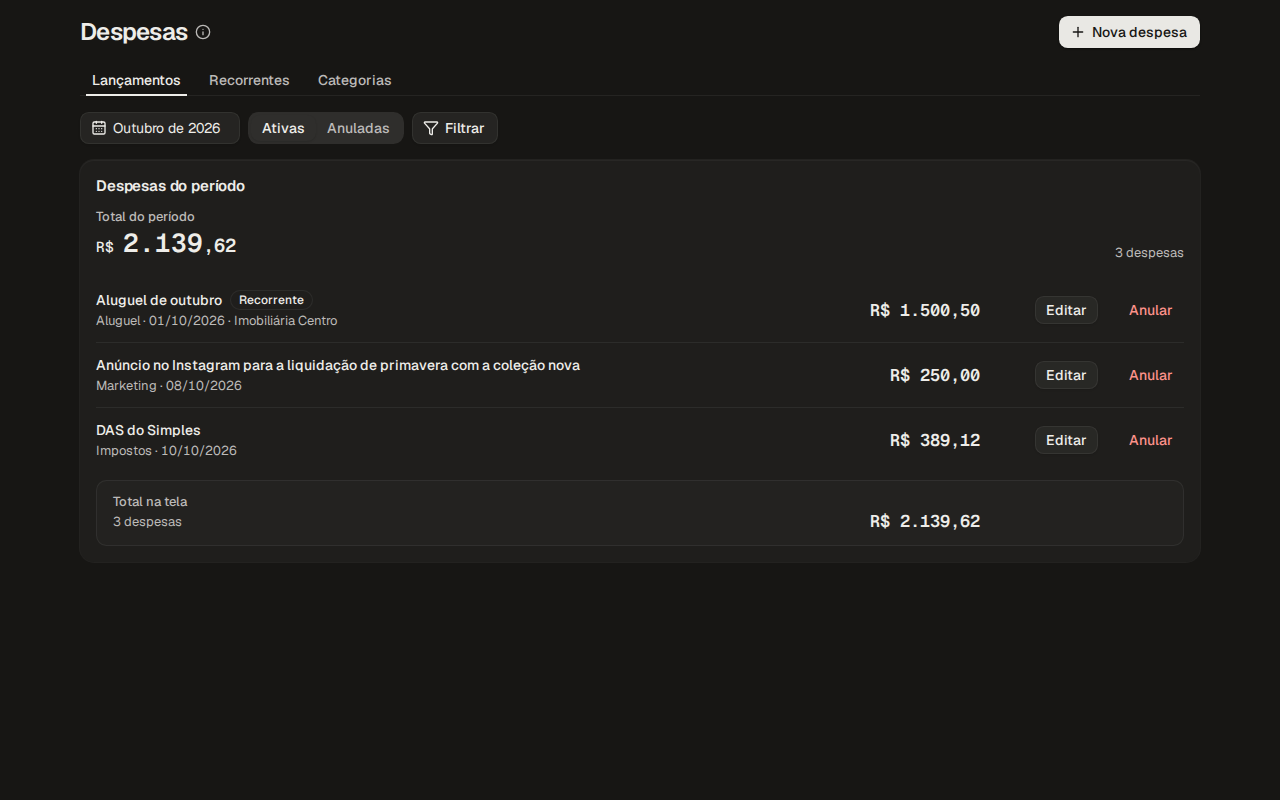 Despesas
Nova despesa
Lançamentos Recorrentes Categorias
Outubro de 2026 Ativas Anuladas Filtrar
Despesas do período
Total do período
R$ 2.139,62
3 despesas
Aluguel de outubro Recorrente
Aluguel · 01/10/2026 · Imobiliária Centro
R$ 1.500,50 Editar Anular
Anúncio no Instagram para a liquidação de primavera com a coleção nova
Marketing · 08/10/2026
R$ 250,00 Editar Anular
DAS do Simples
Impostos · 10/10/2026
R$ 389,12 Editar Anular
Total na tela
3 despesas
R$ 2.139,62